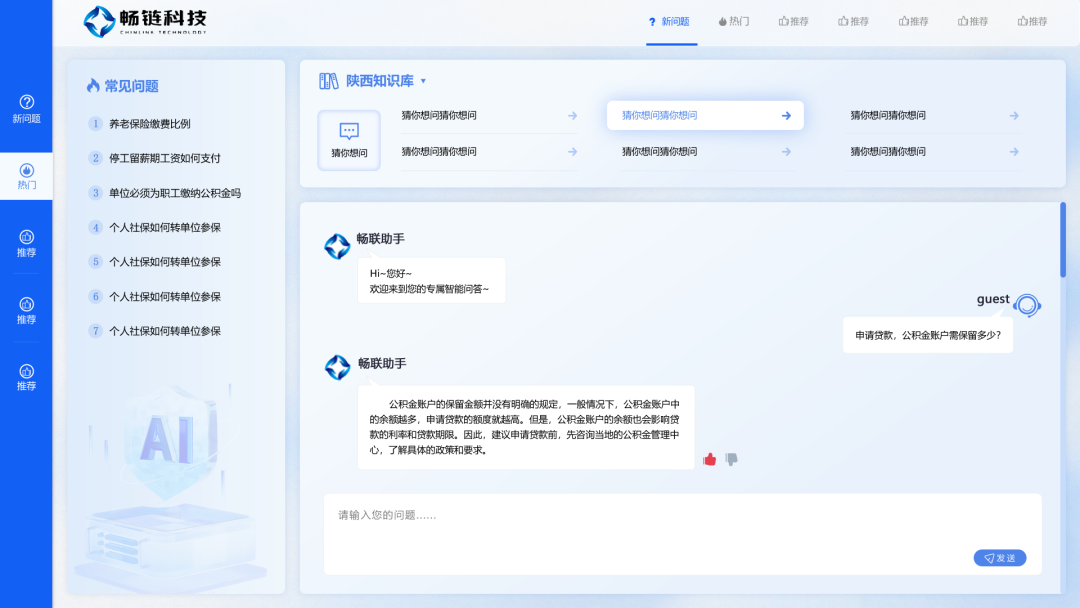 畅链科技
CHINLINK TECHNOLOGY
? 新问题
热门
推荐
推荐
推荐
推荐
推荐
新问题
热门
推荐
推荐
推荐
常见问题
1 养老保险缴费比例
2 停工留薪期工资如何支付
3 单位必须为职工缴纳公积金吗
4 个人社保如何转单位参保
5 个人社保如何转单位参保
6 个人社保如何转单位参保
7 个人社保如何转单位参保
AI
陕西知识库
猜你想问
猜你想问猜你想问
猜你想问猜你想问
猜你想问猜你想问
猜你想问猜你想问
猜你想问猜你想问
猜你想问猜你想问
畅联助手
Hi~您好~
欢迎来到您的专属智能问答~
guest
申请贷款，公积金账户需保留多少?
畅联助手
公积金账户的保留金额并没有明确的规定，一般情况下，公积金账户中
的余额越多，申请贷款的额度就越高。但是，公积金账户的余额也会影响贷
款的利率和贷款期限。因此，建议申请贷款前，先咨询当地的公积金管理中
心，了解具体的政策和要求。
请输入您的问题......
发送